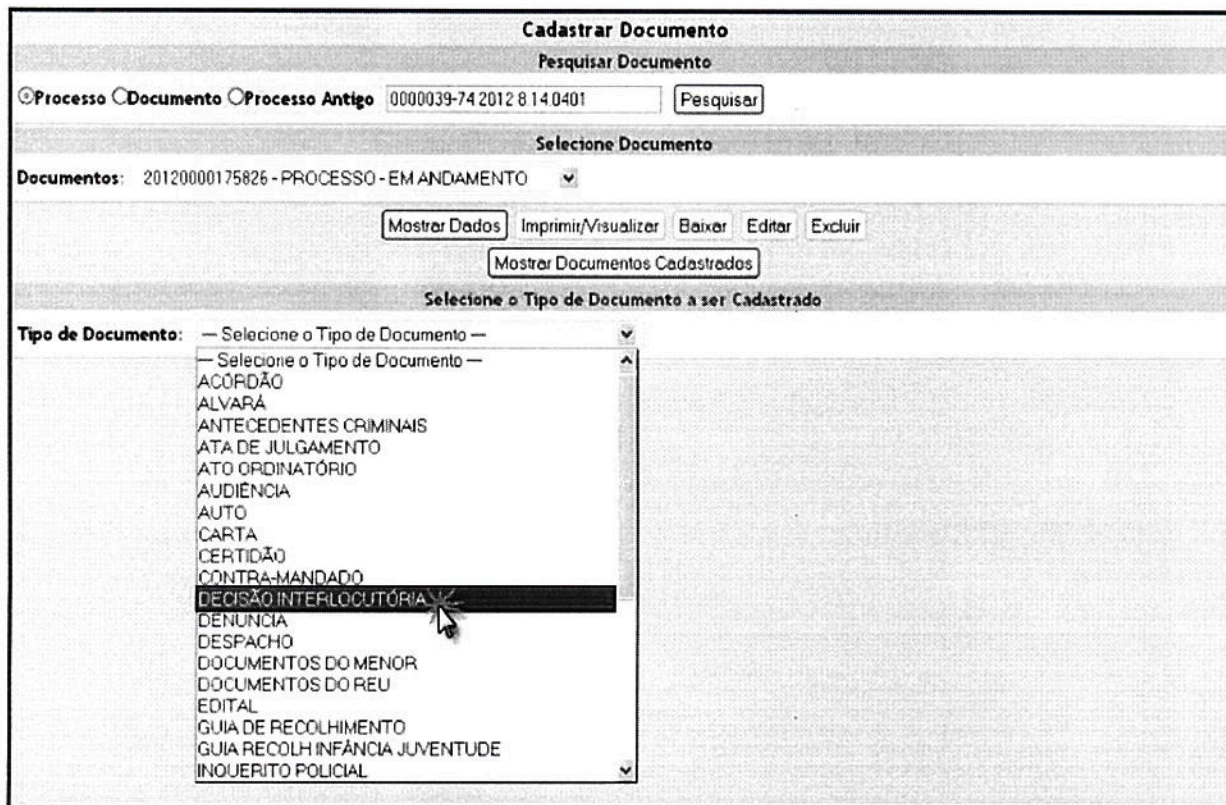 Cadastrar Documento
Pesquisar Documento
Processo Documento Processo Antigo 0000039-74.2012.8.14.0401 Pesquisar
Selecione Documento
Documentos: 20120000175826 - PROCESSO - EM ANDAMENTO
Mostrar Dados Imprimir/Visualizar Baixar Editar Excluir
Mostrar Documentos Cadastrados
Selecione o Tipo de Documento a ser Cadastrado
Tipo de Documento: — Selecione o Tipo de Documento —
— Selecione o Tipo de Documento —
ACÓRDÃO
ALVARÁ
ANTECEDENTES CRIMINAIS
ATA DE JULGAMENTO
ATO ORDINATÓRIO
AUDIÊNCIA
AUTO
CARTA
CERTIDÃO
CONTRA-MANDADO
DECISÃO INTERLOCUTÓRIA
DENUNCIA
DESPACHO
DOCUMENTOS DO MENOR
DOCUMENTOS DO REU
EDITAL
GUIA DE RECOLHIMENTO
GUIA RECOLH INFÂNCIA JUVENTUDE
INQUERITO POLICIAL